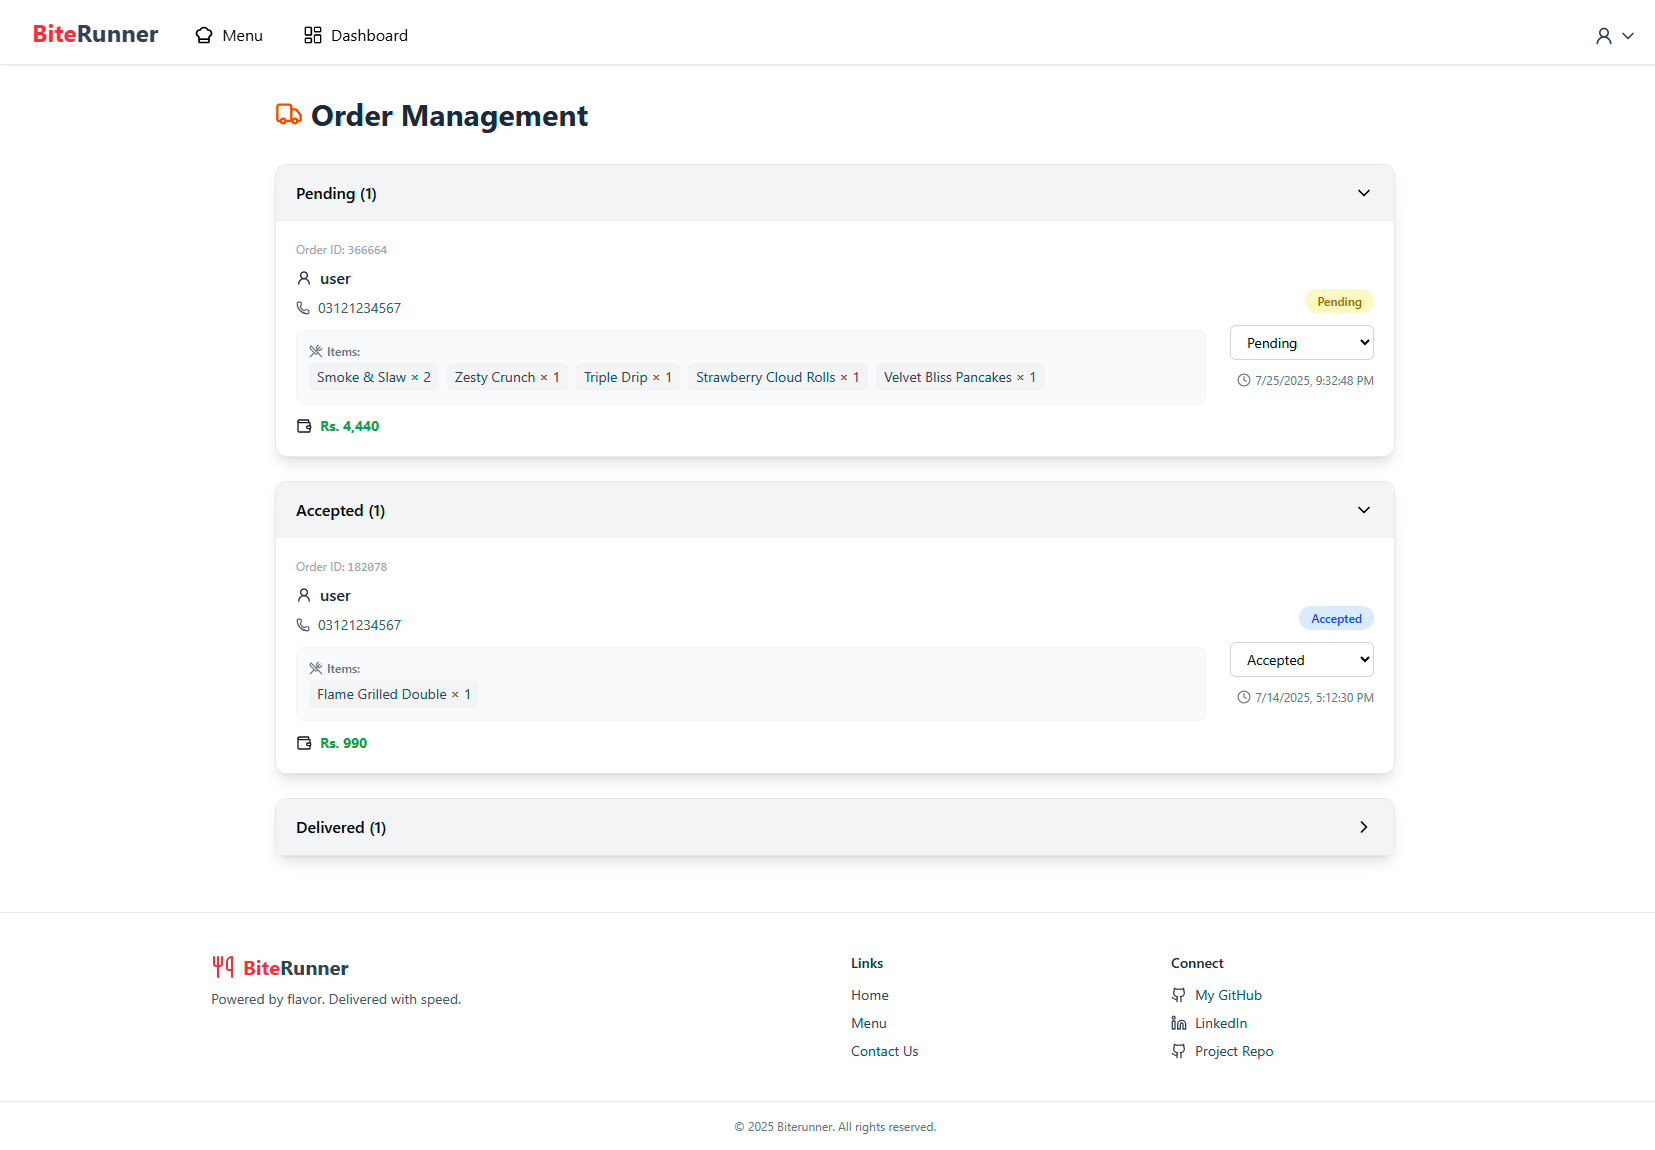 BiteRunner Menu Dashboard
Order Management
Pending (1)
Order ID: 366664
user
03121234567
Pending
Pending
Items:
Smoke & Slaw × 2 Zesty Crunch × 1 Triple Drip × 1 Strawberry Cloud Rolls × 1 Velvet Bliss Pancakes × 1
7/25/2025, 9:32:48 PM
Rs. 4,440
Accepted (1)
Order ID: 182078
user
03121234567
Accepted
Accepted
Items:
Flame Grilled Double × 1
7/14/2025, 5:12:30 PM
Rs. 990
Delivered (1)
BiteRunner
Powered by flavor. Delivered with speed.
Links
Home
Menu
Contact Us
Connect
My GitHub
LinkedIn
Project Repo
© 2025 Biterunner. All rights reserved.